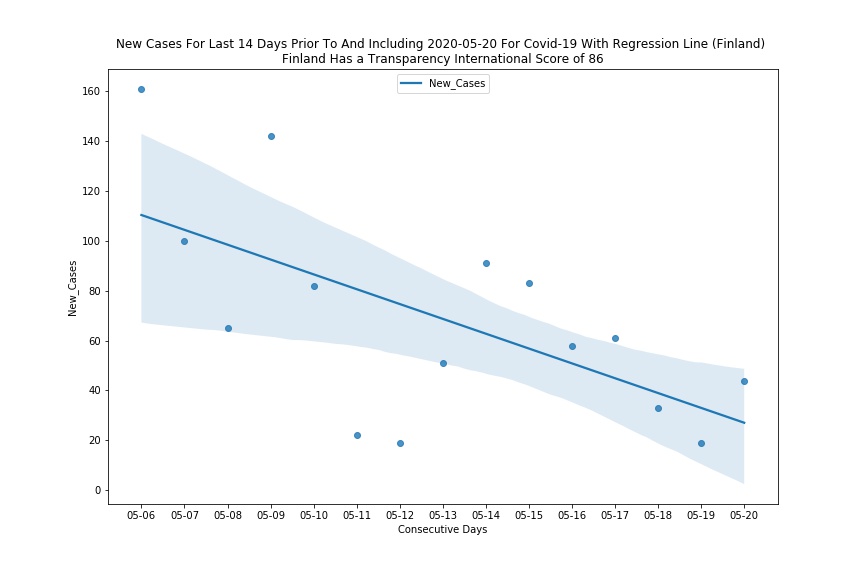 New Cases For Last 14 Days Prior To And Including 2020-05-20 For Covid-19 With Regression Line (Finland)
Finland Has a Transparency International Score of 86
New_Cases
160
140
120
100
80
60
40
20
0
New_Cases
05-06 05-07 05-08 05-09 05-10 05-11 05-12 05-13 05-14 05-15 05-16 05-17 05-18 05-19 05-20
Consecutive Days